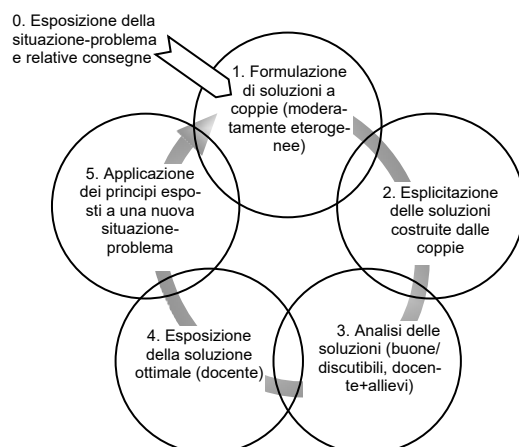 0. Esposizione della
situazione-problema
e relative consegne
1. Formulazione
di soluzioni a
coppie (modera-
tamente eteroge-
nee)
2. Esplicitazione
delle soluzioni
costruite dalle
coppie
3. Analisi delle
soluzioni (buone/
discutibili, docen-
te+allievi)
4. Esposizione
della soluzione
ottimale (docente)
5. Applicazione
dei principi espo-
sti a una nuova
situazione-
problema